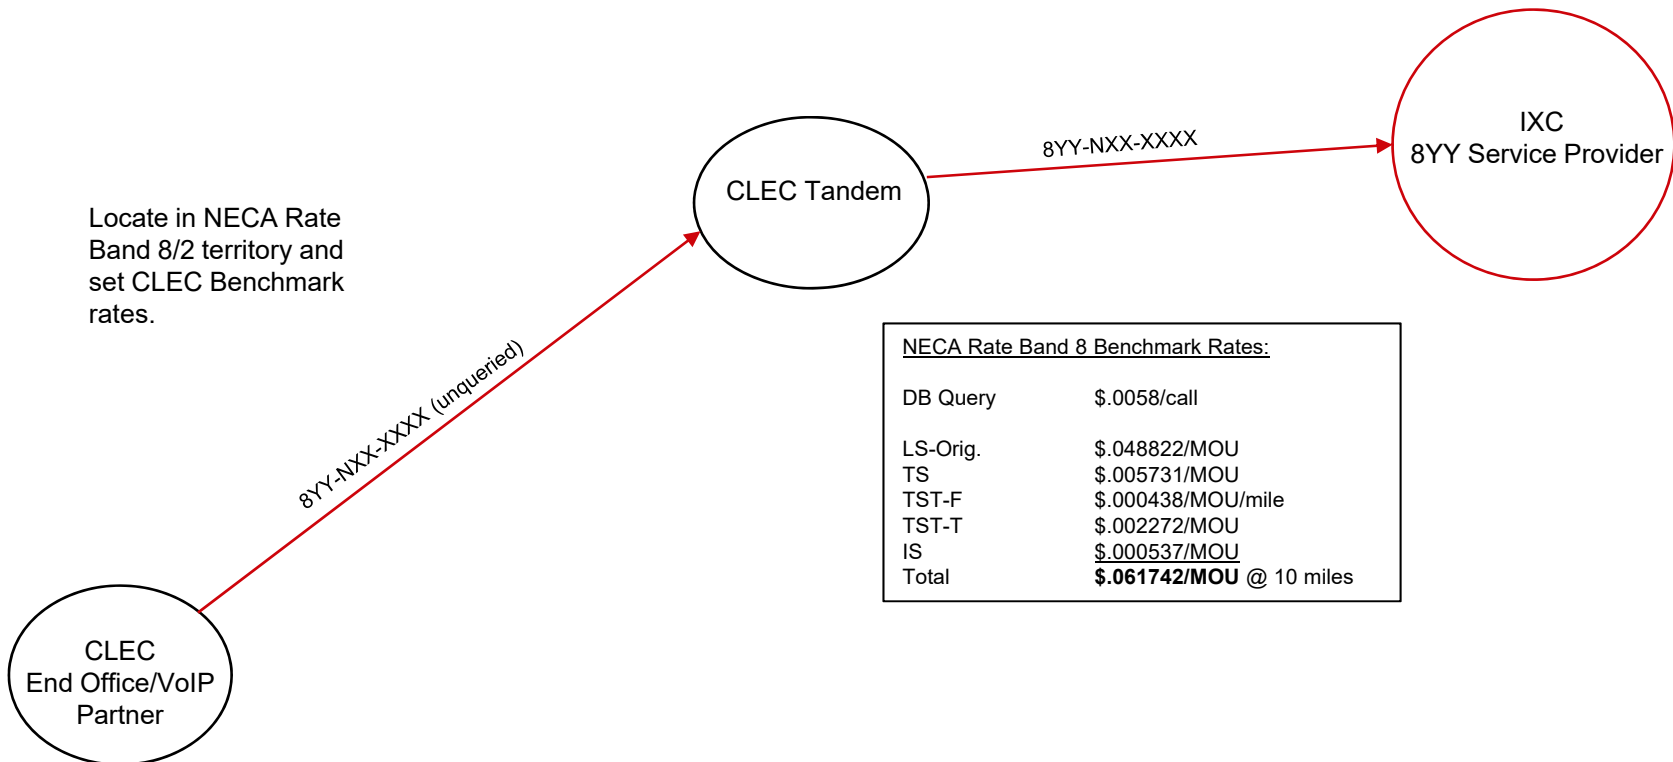 IXC
8YY Service Provider
8YY-NXX-XXXX
CLEC Tandem
Locate in NECA Rate
Band 8/2 territory and
set CLEC Benchmark
rates.
8YY-NXX-XXXX (unqueried)
NECA Rate Band 8 Benchmark Rates:
DB Query $.0058/call
LS-Orig. $.048822/MOU
TS $.005731/MOU
TST-F $.000438/MOU/mile
TST-T $.002272/MOU
IS $.000537/MOU
Total $.061742/MOU @ 10 miles
CLEC
End Office/VoIP
Partner